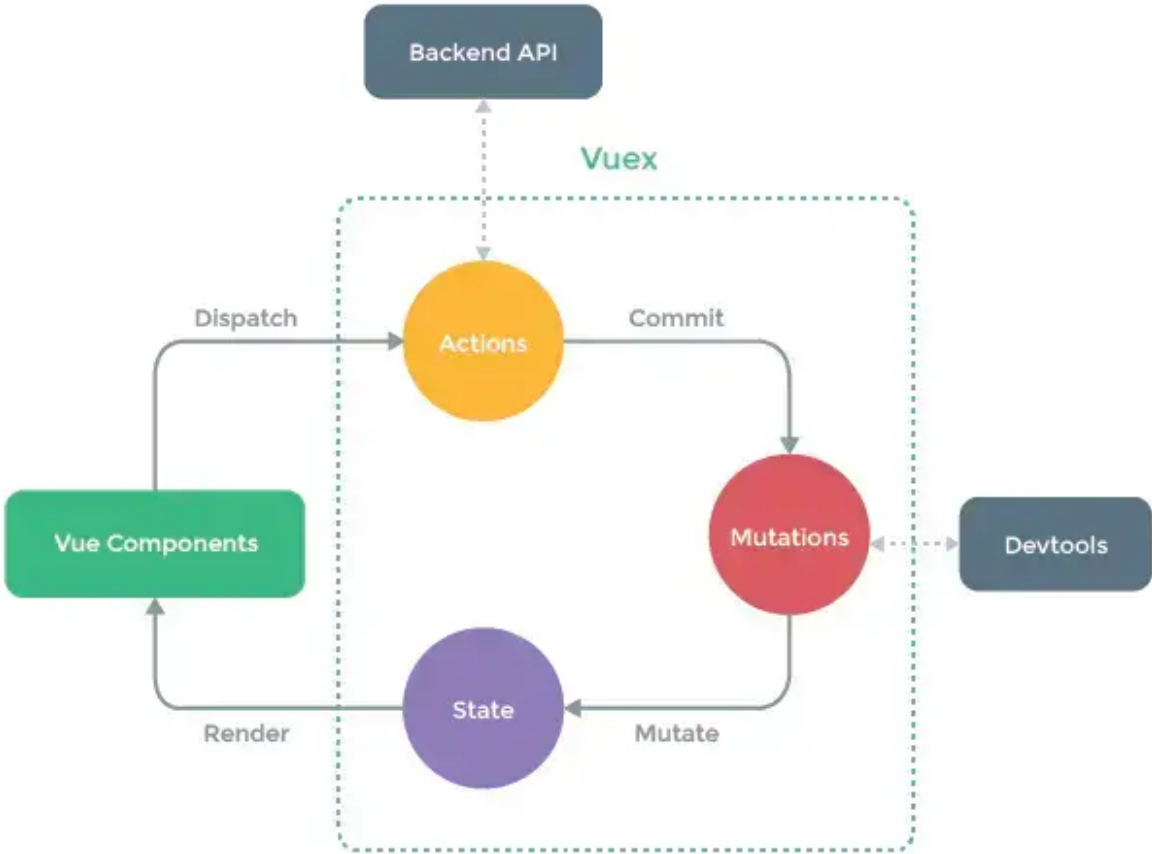 Backend API
Vuex
Dispatch
Commit
Actions
Vue Components
Mutations
Devtools
State
Render
Mutate